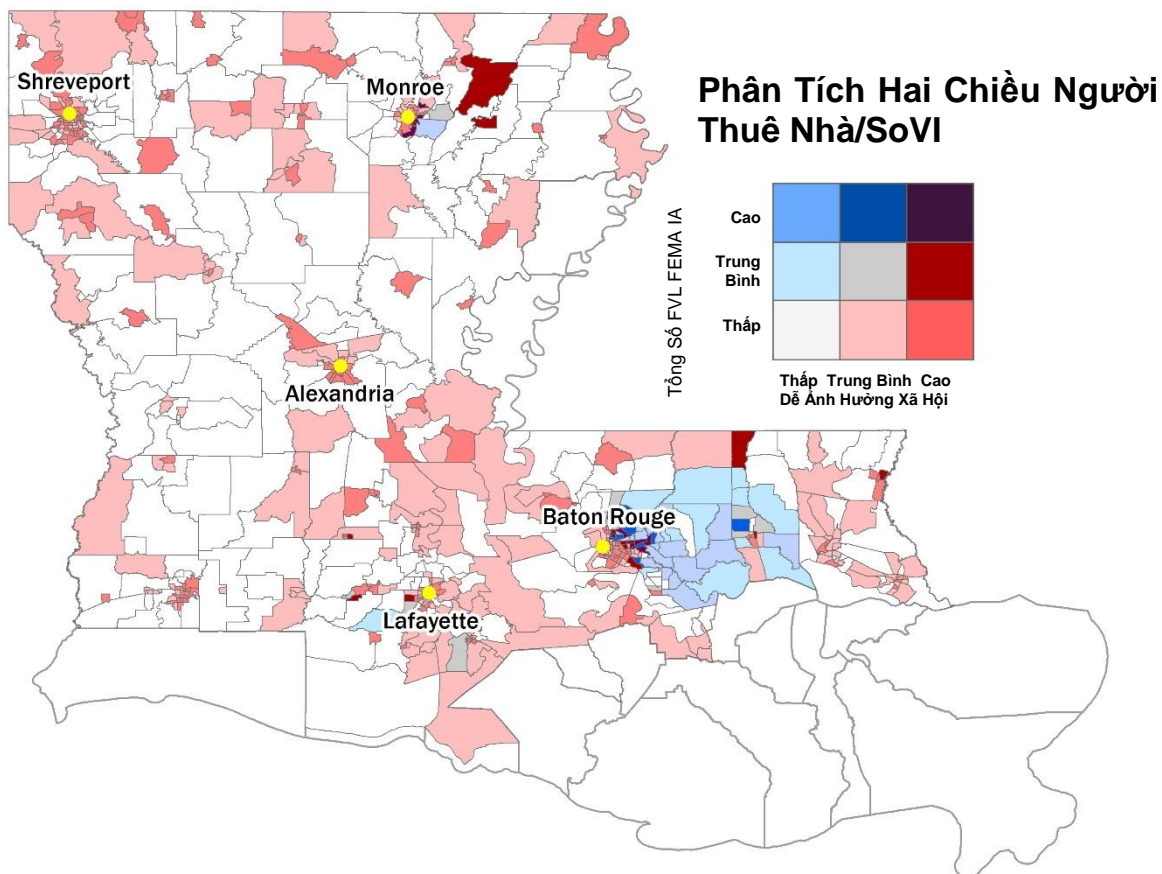 Shreveport
Monroe
Phân Tích Hai Chiều Người
Thuê Nhà/SoVI
Tổng Số FVL FEMA IA
Cao
Trung
Bình
Thấp
Thấp Trung Bình Cao
Dễ Ảnh Hưởng Xã Hội
Alexandria
Baton Rouge
Lafayette